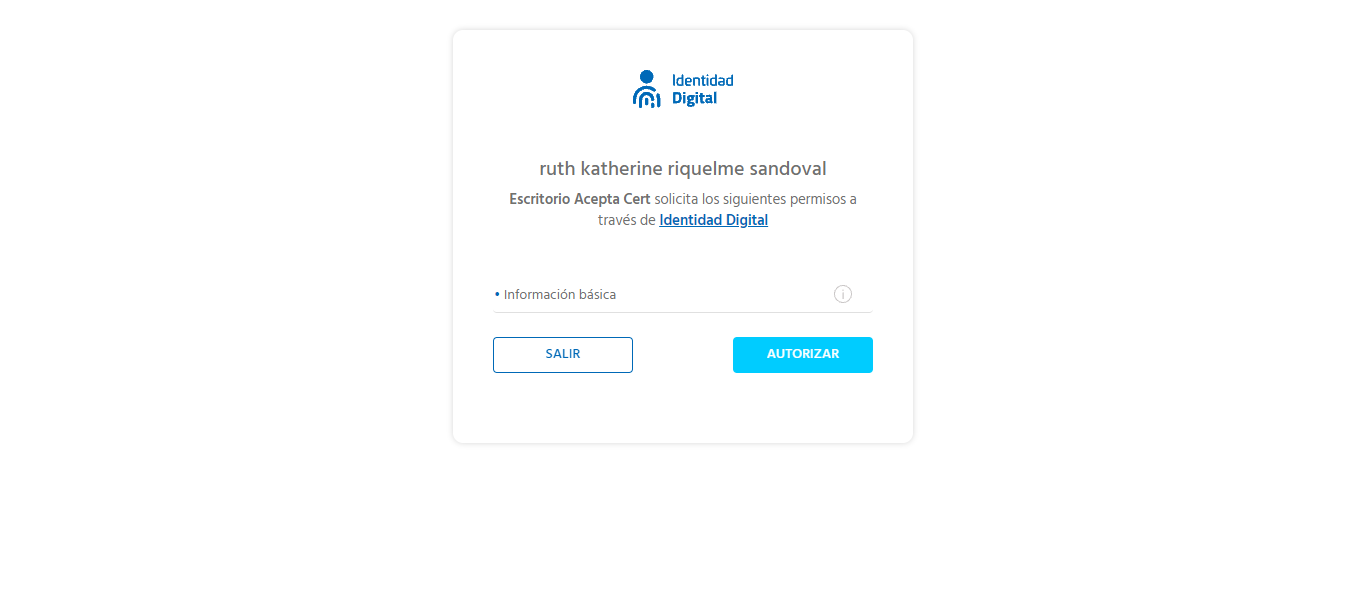 Identidad
Digital
ruth katherine riquelme sandoval
Escritorio Acepta Cert solicita los siguientes permisos a
través de Identidad Digital
• Información básica
SALIR
AUTORIZAR